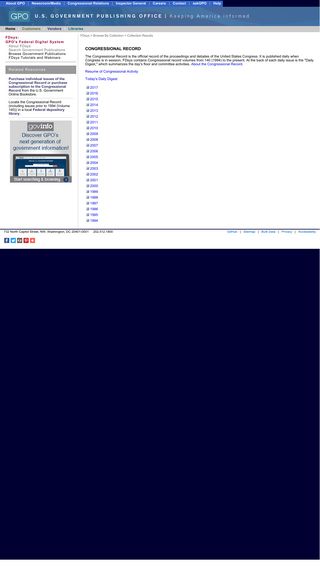 About GPO | Newsroom/Media | Congressional Relations | Inspector General | Careers | Contact | askGPO | Help
GPO U.S. GOVERNMENT PUBLISHING OFFICE | Keeping America Informed
Home Customers Vendors Libraries
FDsys:
GPO's Federal Digital System
About FDsys
Search Government Publications
Browse Government Publications
FDsys Tutorials and Webinars
Related Resources
Purchase individual issues of the
Congressional Record or purchase
subscription to the Congressional
Record from the U.S. Government
Online Bookstore.
Locate the Congressional Record
(including issues prior to 1994 (Volume
140)) in a local Federal depository
library.
govinfo
Discover GPO's
next generation of
government information!
Start searching & browsing
FDsys > Browse By Collection > Collection Results
CONGRESSIONAL RECORD
The Congressional Record is the official record of the proceedings and debates of the United States Congress. It is published daily when
Congress is in session. FDsys contains Congressional record volumes from 140 (1994) to the present. At the back of each daily issue is the "Daily
Digest," which summarizes the day's floor and committee activities. About the Congressional Record.
Resume of Congressional Activity
Today's Daily Digest
2017
2016
2015
2014
2013
2012
2011
2010
2009
2008
2007
2006
2005
2004
2003
2002
2001
2000
1999
1998
1997
1996
1995
1994
732 North Capitol Street, NW, Washington, DC 20401-0001 202.512.1800
GitHub | Sitemap | Bulk Data | Privacy | Accessibility